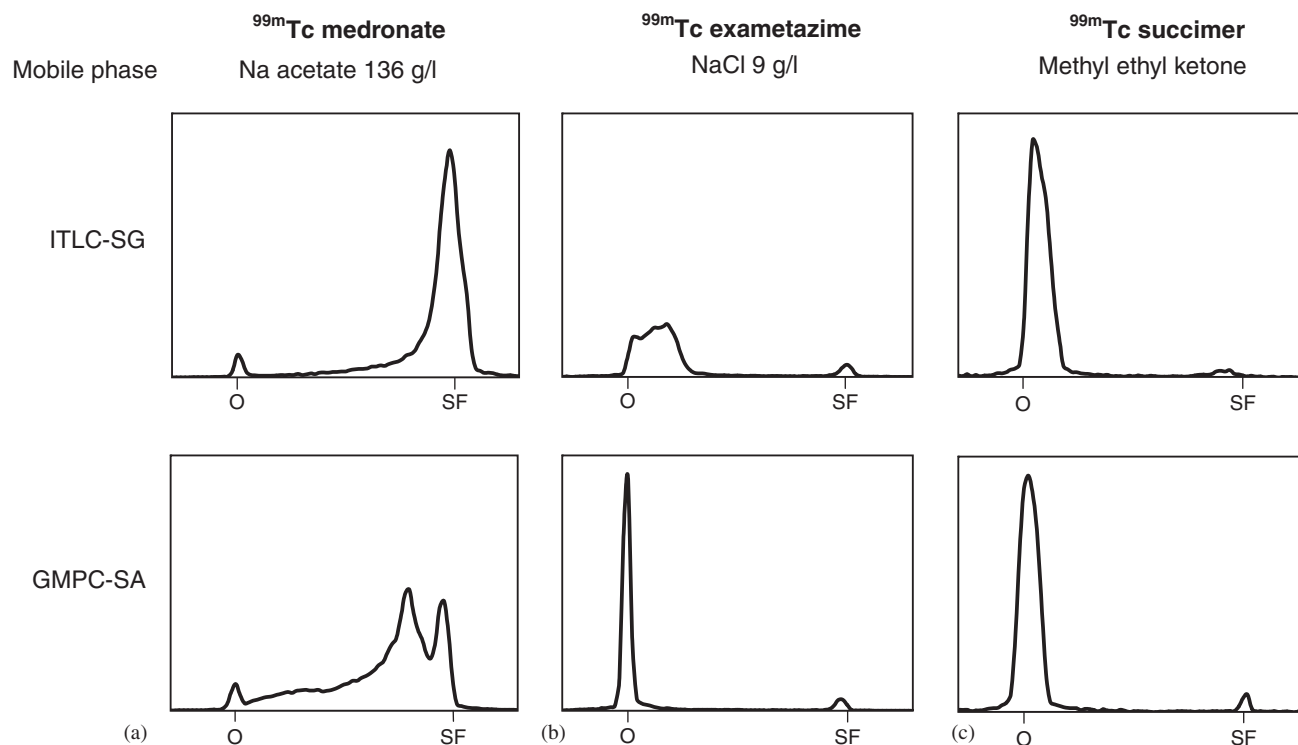 ⁹⁹ᵐTc medronate
⁹⁹ᵐTc exametazime
⁹⁹ᵐTc succimer
Mobile phase
Na acetate 136 g/l
NaCl 9 g/l
Methyl ethyl ketone
ITLC-SG
O
SF
O
SF
O
SF
GMPC-SA
(a)
O
SF
(b)
O
SF
(c)
O
SF